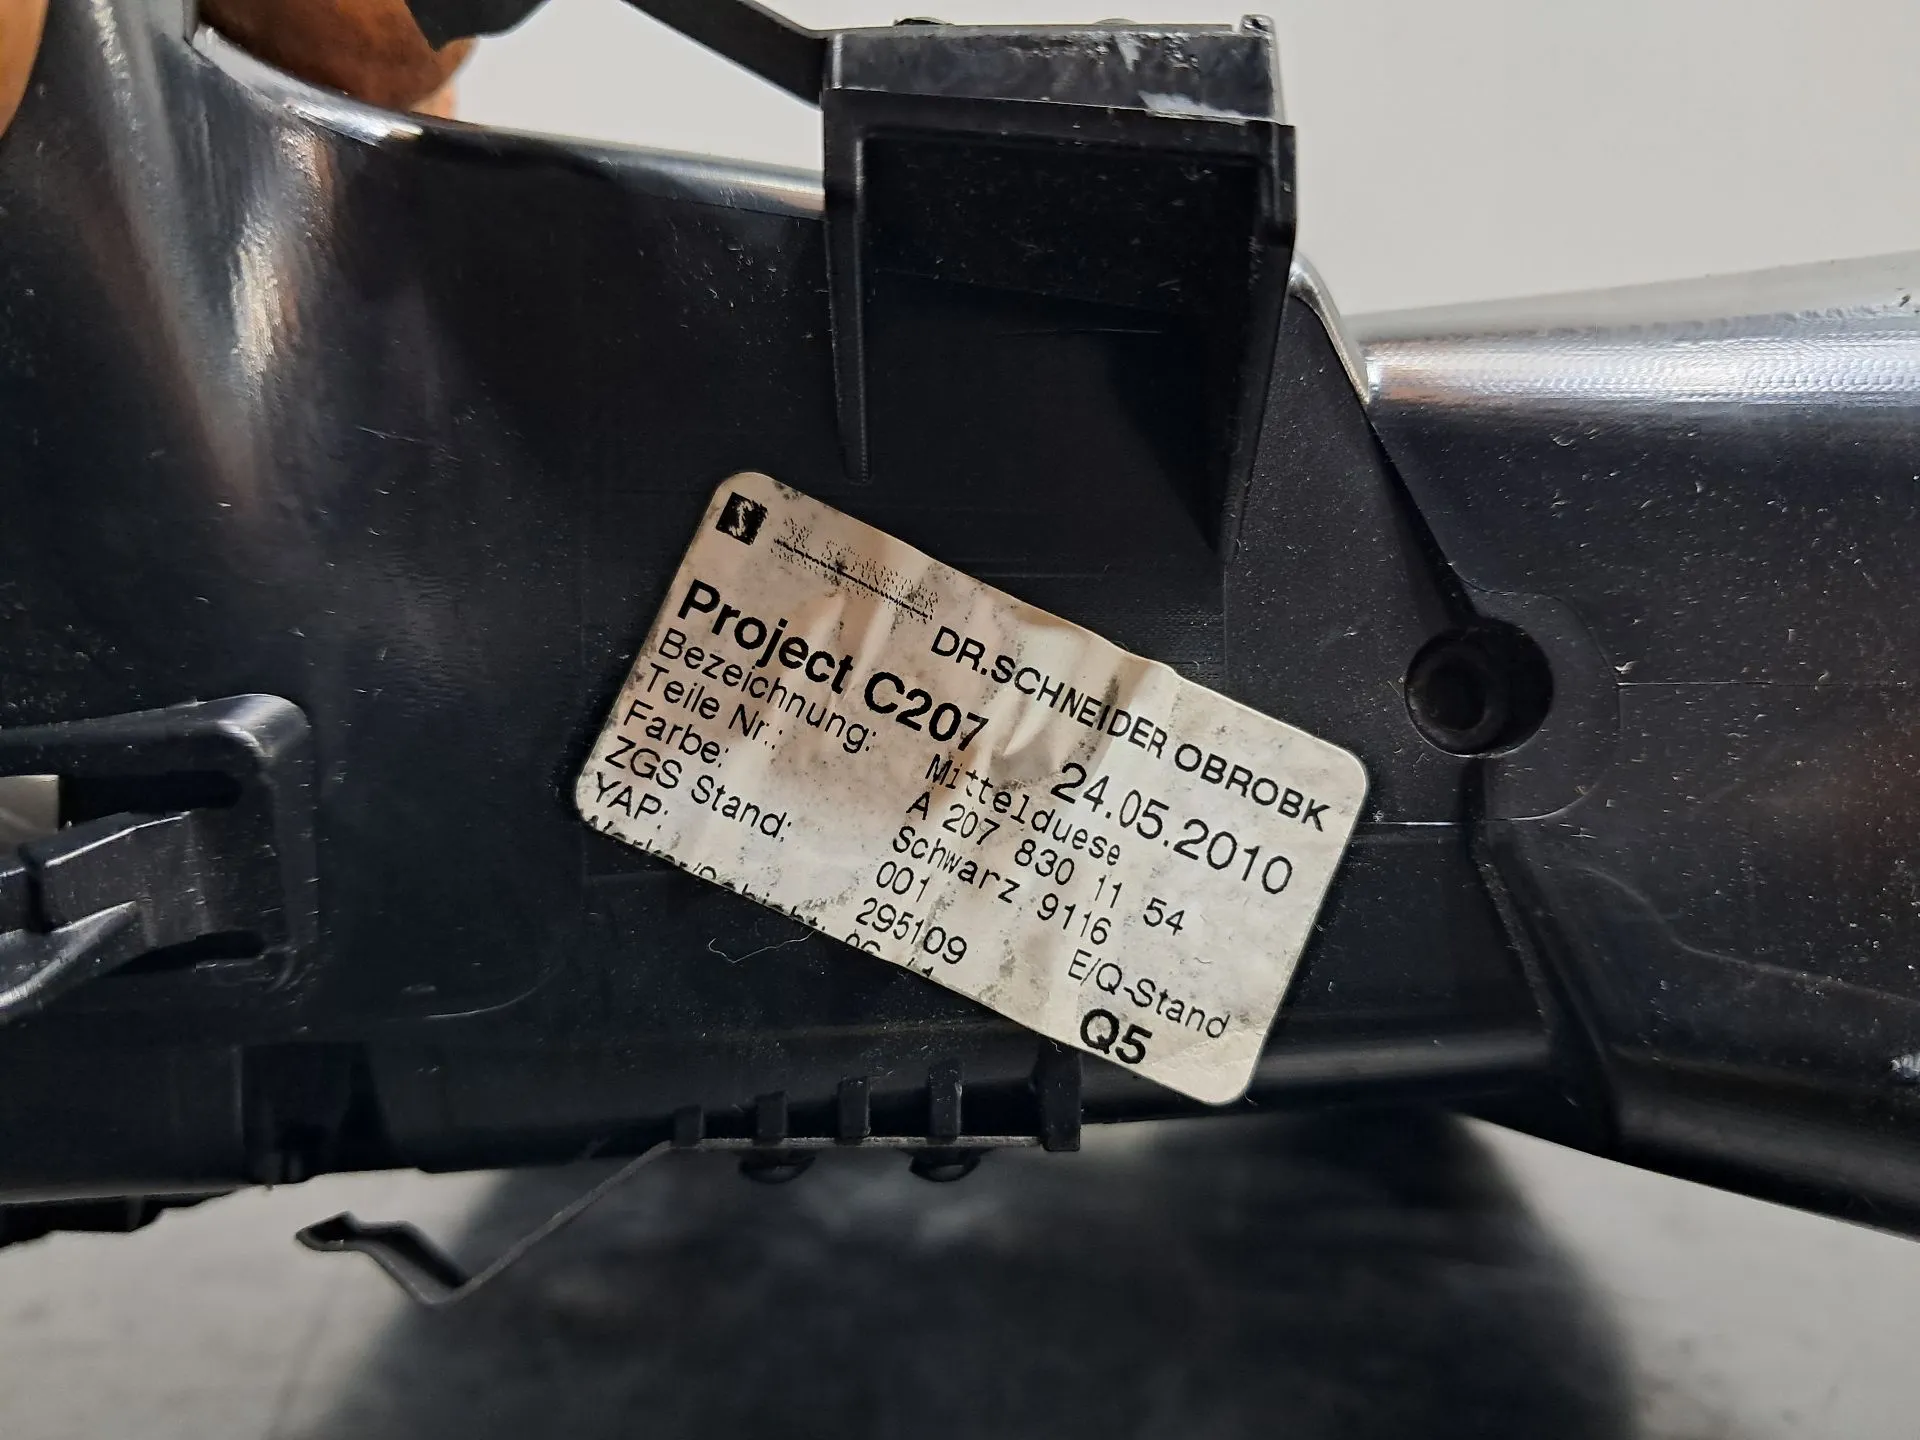 DR.SCHNEIDER OBROBK
Project C207 24.05.2010
Bezeichnung: Mittelduese
Teile Nr.: A 207 830 11 54
Farbe: Schwarz 9116
ZGS Stand: 001 E/Q-Stand
YAP: 295109 Q5